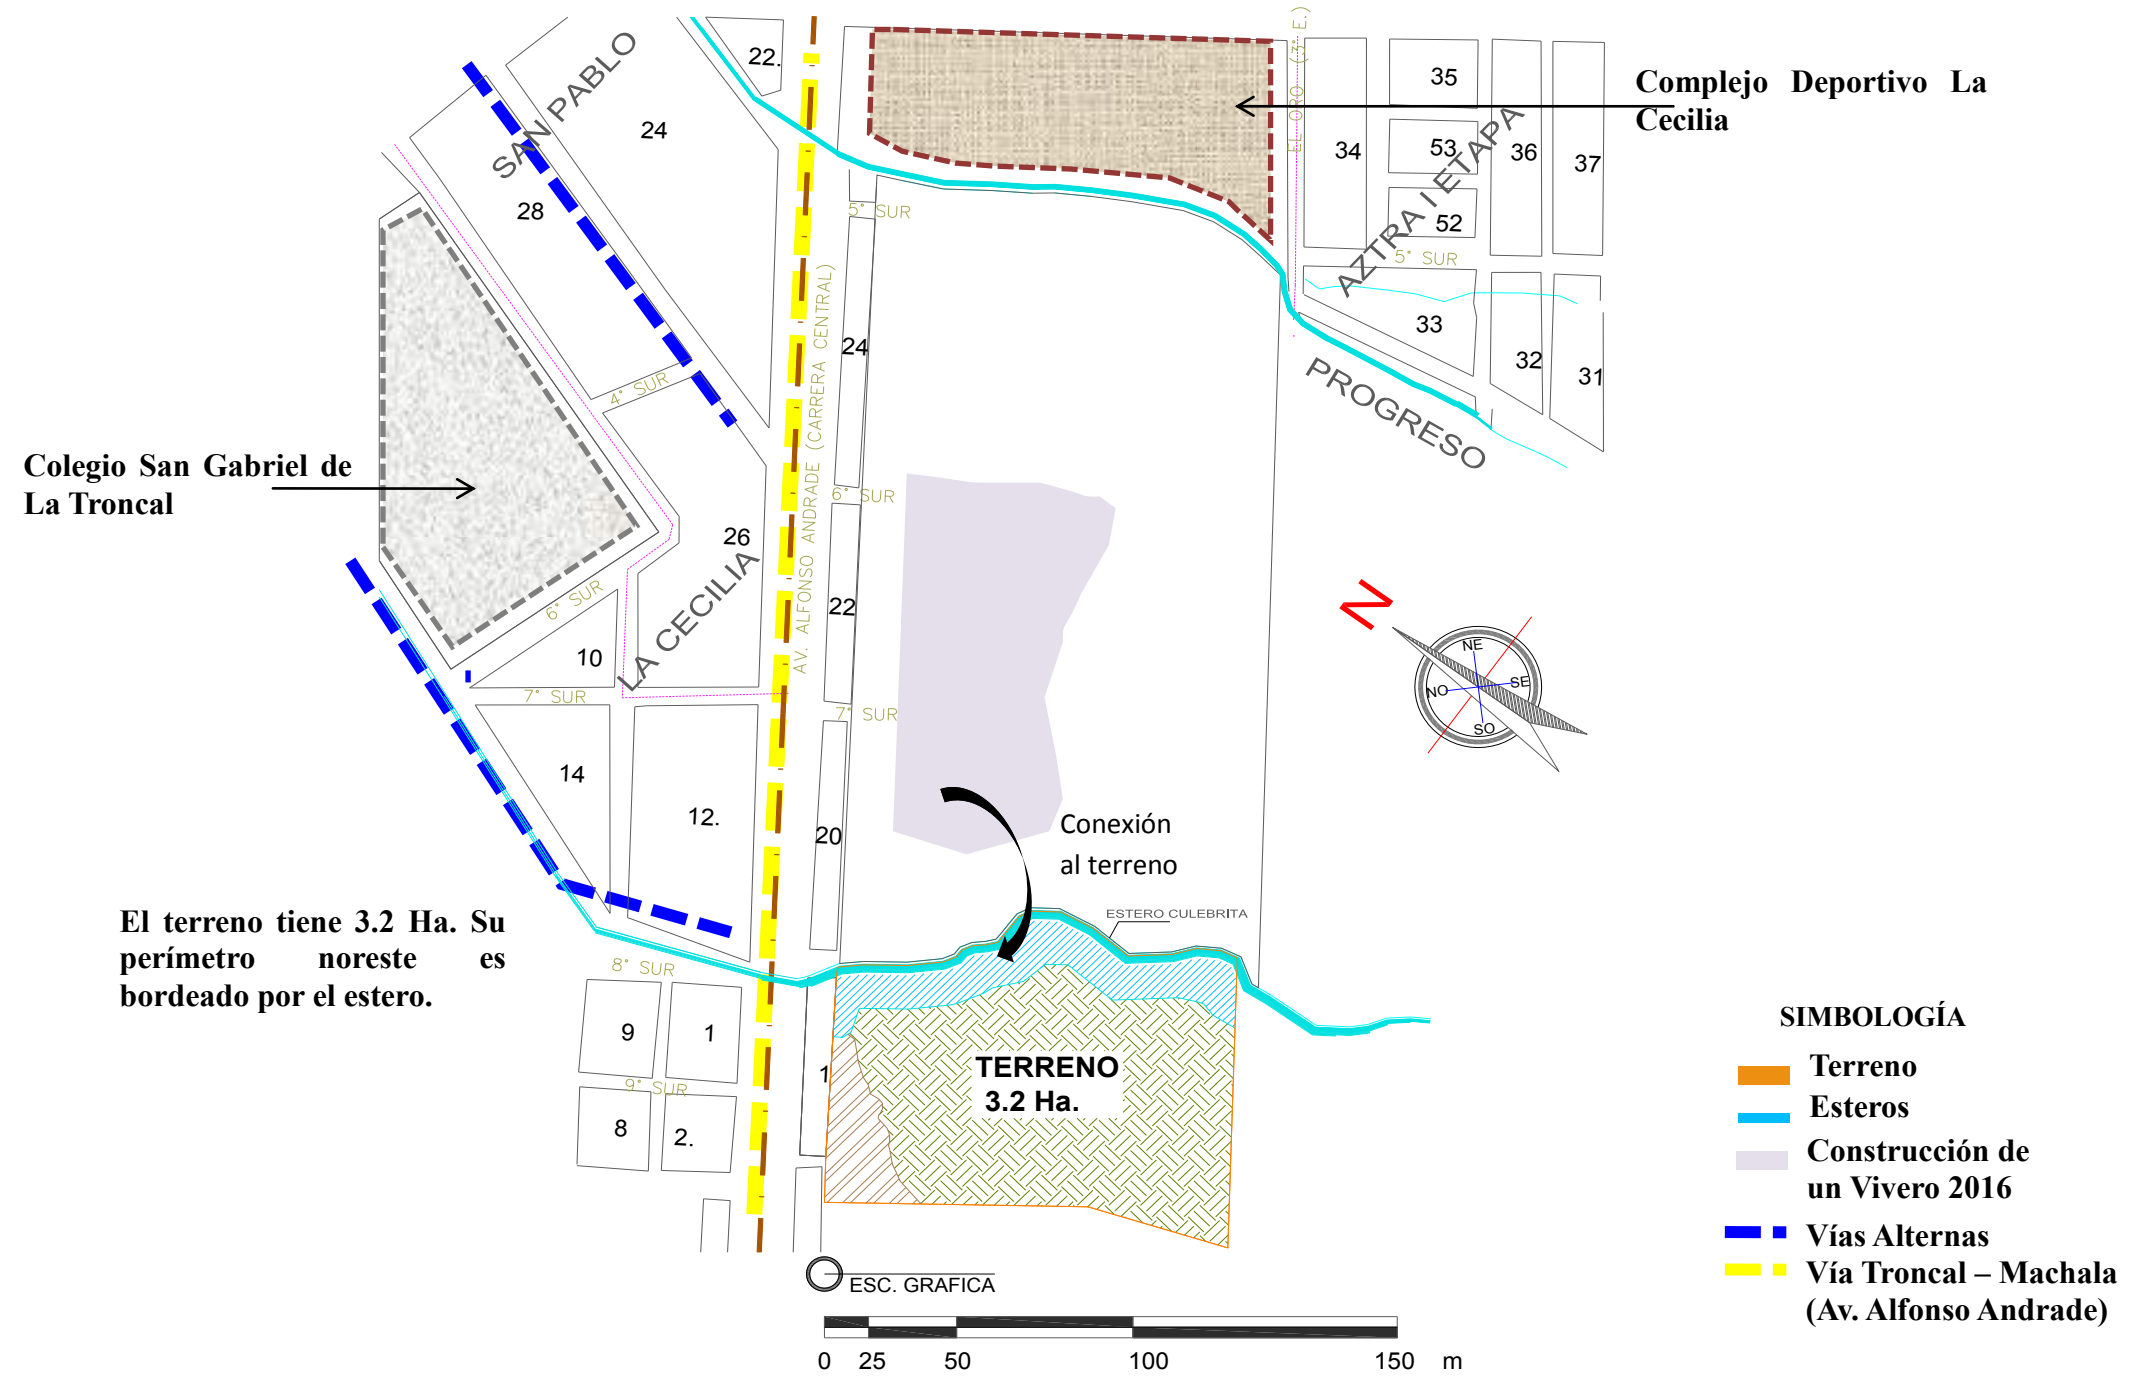 Complejo Deportivo La
Cecilia
SAN PABLO
22.
24
28
EL ORO (3° E.)
35
34
53
36
37
52
AZTRA I ETAPA
5° SUR
5° SUR
33
32
31
PROGRESO
4° SUR
24
AV. ALFONSO ANDRADE (CARRERA CENTRAL)
Colegio San Gabriel de
La Troncal
6° SUR
26
LA CECILIA
6° SUR
22
10
7° SUR
7° SUR
14
12.
20
N
NE
SE
NO
SO
Conexión
al terreno
ESTERO CULEBRITA
El terreno tiene 3.2 Ha. Su
perímetro noreste es
bordeado por el estero.
8° SUR
9
1
9° SUR
8
2.
1
TERRENO
3.2 Ha.
SIMBOLOGÍA
Terreno
Esteros
Construcción de
un Vivero 2016
Vías Alternas
Vía Troncal – Machala
(Av. Alfonso Andrade)
ESC. GRAFICA
0 25 50 100 150 m